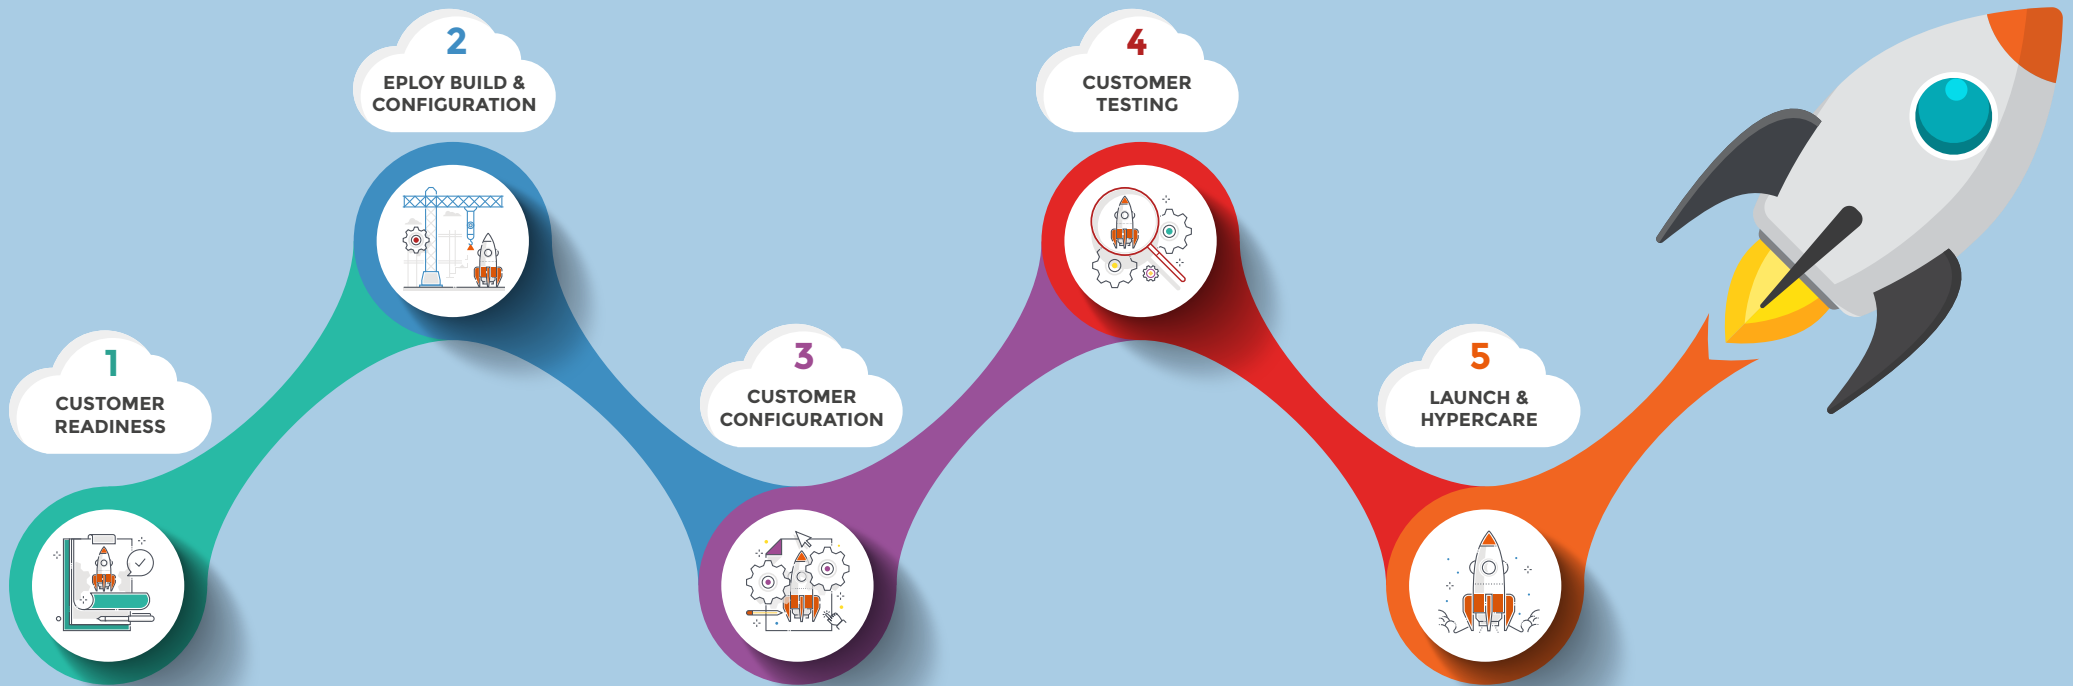 1
CUSTOMER
READINESS
2
EPLOY BUILD &
CONFIGURATION
3
CUSTOMER
CONFIGURATION
4
CUSTOMER
TESTING
5
LAUNCH &
HYPERCARE